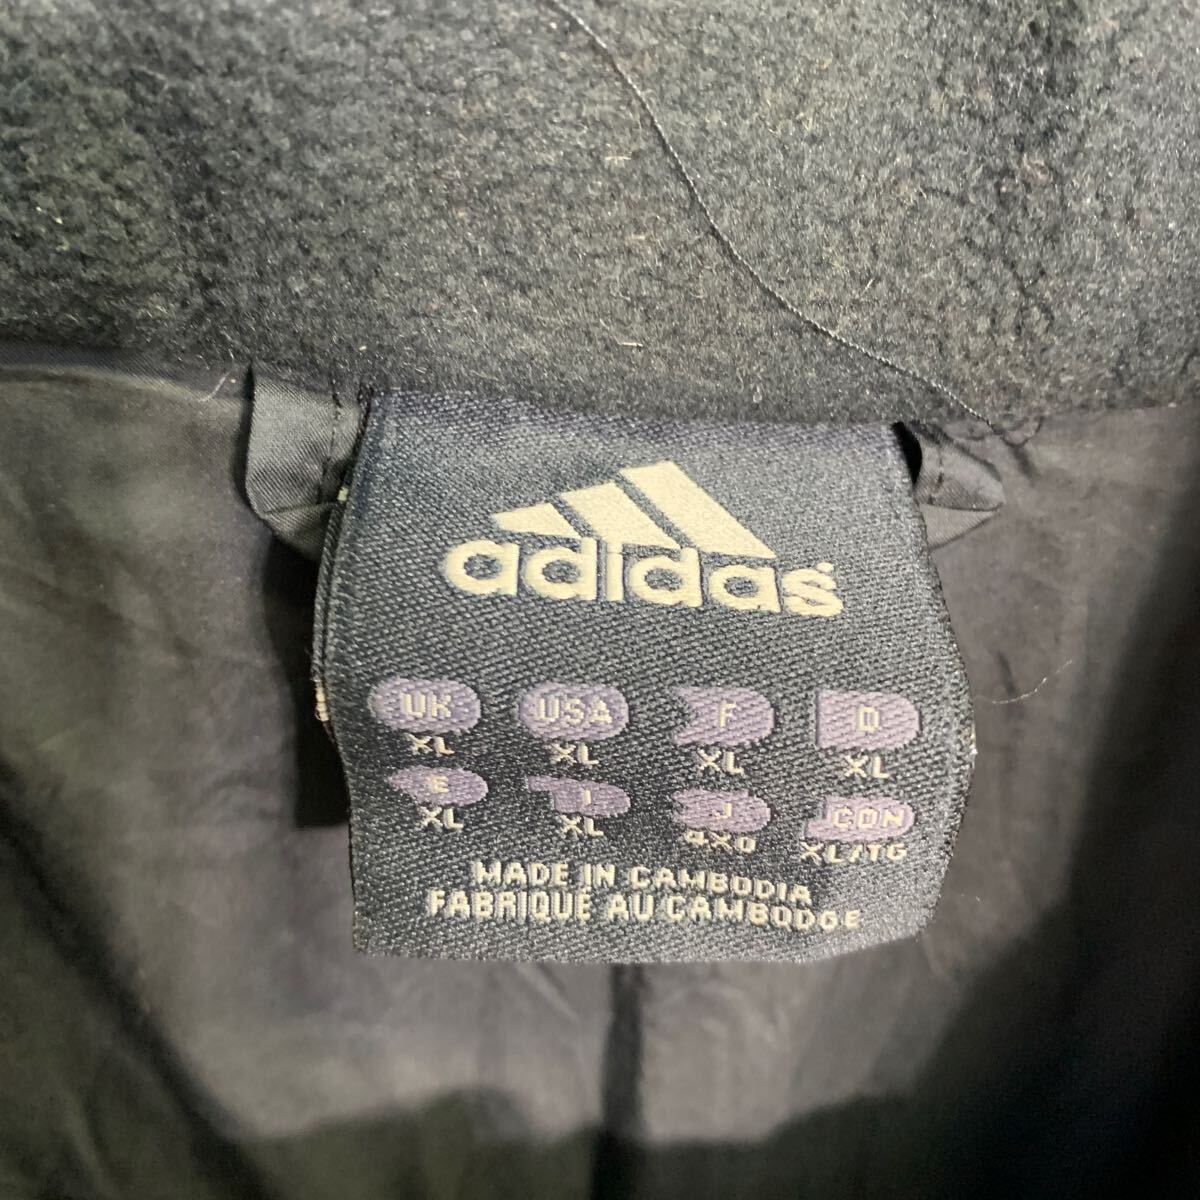 adidas
UK USA F D
XL XL XL XL
E I J CDN
XL XL 4XO XL/TG
MADE IN CAMBODIA
FABRIQUÉ AU CAMBODGE